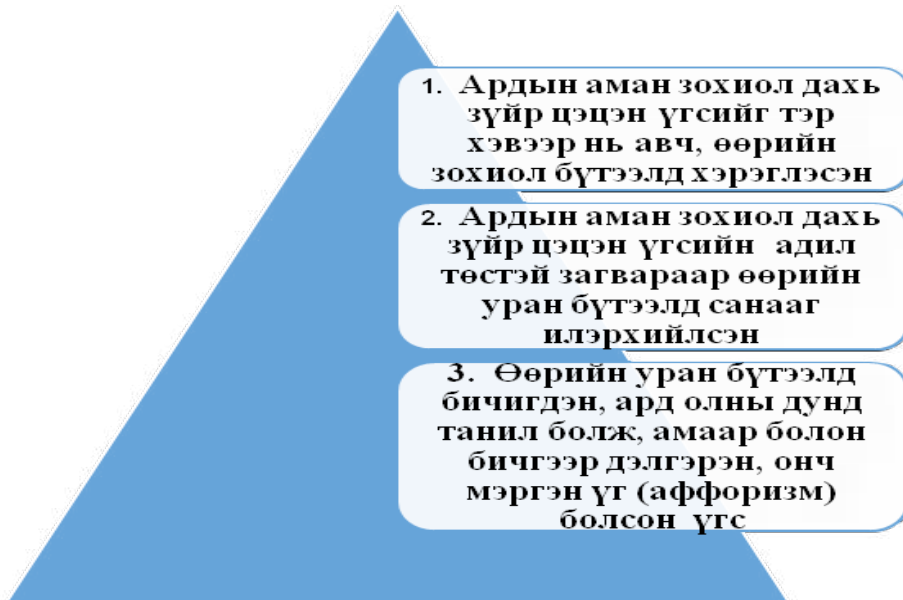 1. Ардын аман зохиол дахь
зүйр цэцэн үгсийг тэр
хэвээр нь авч, өөрийн
зохиол бүтээлд хэрэглэсэн
2. Ардын аман зохиол дахь
зүйр цэцэн үгсийн адил
төстэй загвараар өөрийн
уран бүтээлд санааг
илэрхийлсэн
3. Өөрийн уран бүтээлд
бичигдэн, ард олны дунд
танил болж, амаар болон
бичгээр дэлгэрэн, онч
мэргэн үг (аффоризм)
болсон үгс